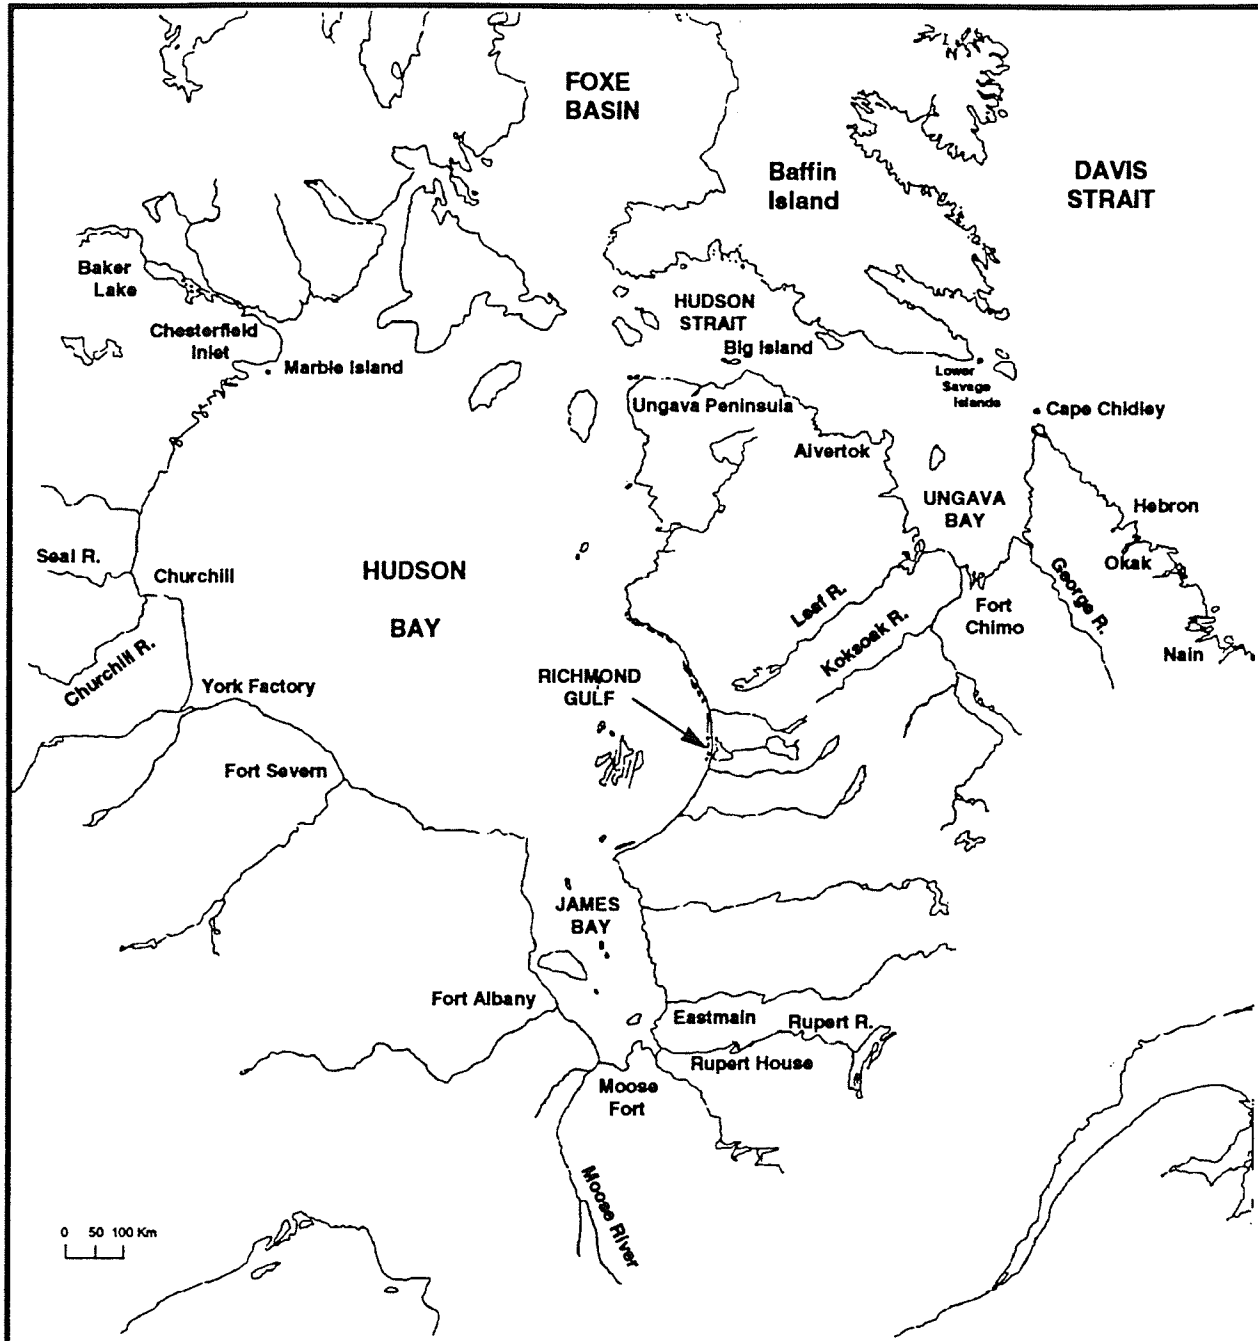 FOXE
BASIN
Baffin
Island
DAVIS
STRAIT
Baker
Lake
HUDSON
STRAIT
Chesterfield
Inlet
Big Island
Marble Island
Lower
Savage
Islands
Ungava Peninsula
Cape Chidley
Aivertok
UNGAVA
BAY
Hebron
Seal R.
Churchill
HUDSON
BAY
Okak
George R.
Leaf R.
Fort
Chimo
Koksoak R.
Nain
Churchill R.
York Factory
RICHMOND
GULF
Fort Severn
JAMES
BAY
Fort Albany
Eastmain
Rupert R.
Rupert House
Moose
Fort
Moose River
0 50 100 Km